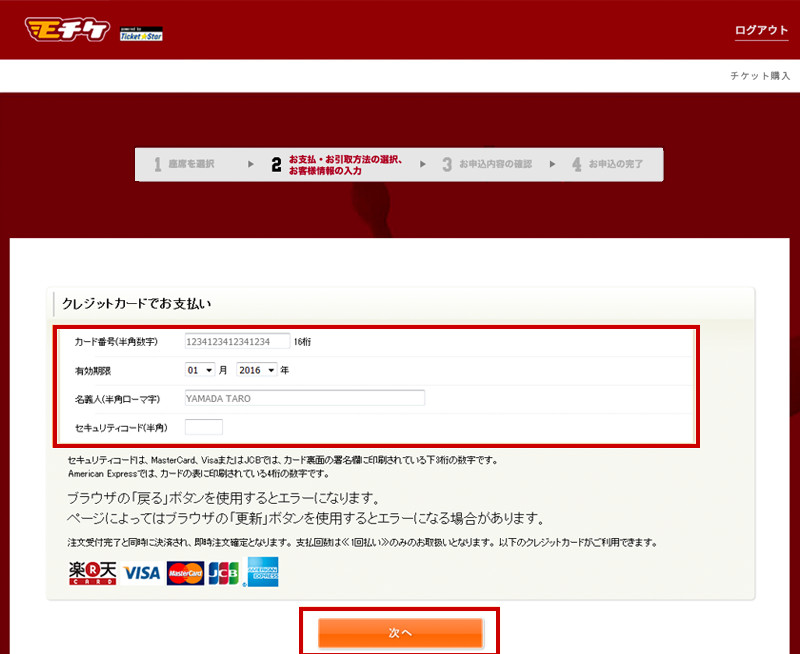 モチケ
powered by
Ticket Star
ログアウト
チケット購入
1 座席を選択
2 お支払・お引取方法の選択、
お客様情報の入力
3 お申込内容の確認
4 お申込の完了
クレジットカードでお支払い
カード番号(半角数字) 1234123412341234 16桁
有効期限 01 月 2016 年
名義人(半角ローマ字) YAMADA TARO
セキュリティコード(半角)
セキュリティコードは、MasterCard、VisaまたはJCBでは、カード裏面の署名欄に印刷されている下3桁の数字です。
American Expressでは、カードの表に印刷されている4桁の数字です。
ブラウザの「戻る」ボタンを使用するとエラーになります。
ページによってはブラウザの「更新」ボタンを使用するとエラーになる場合があります。
注文受付完了と同時に決済され、即時注文確定となります。支払回数は≪1回払い≫のみのお取扱いとなります。以下のクレジットカードがご利用できます。
楽R天 CARD VISA MasterCard JCB AMERICAN EXPRESS
次へ